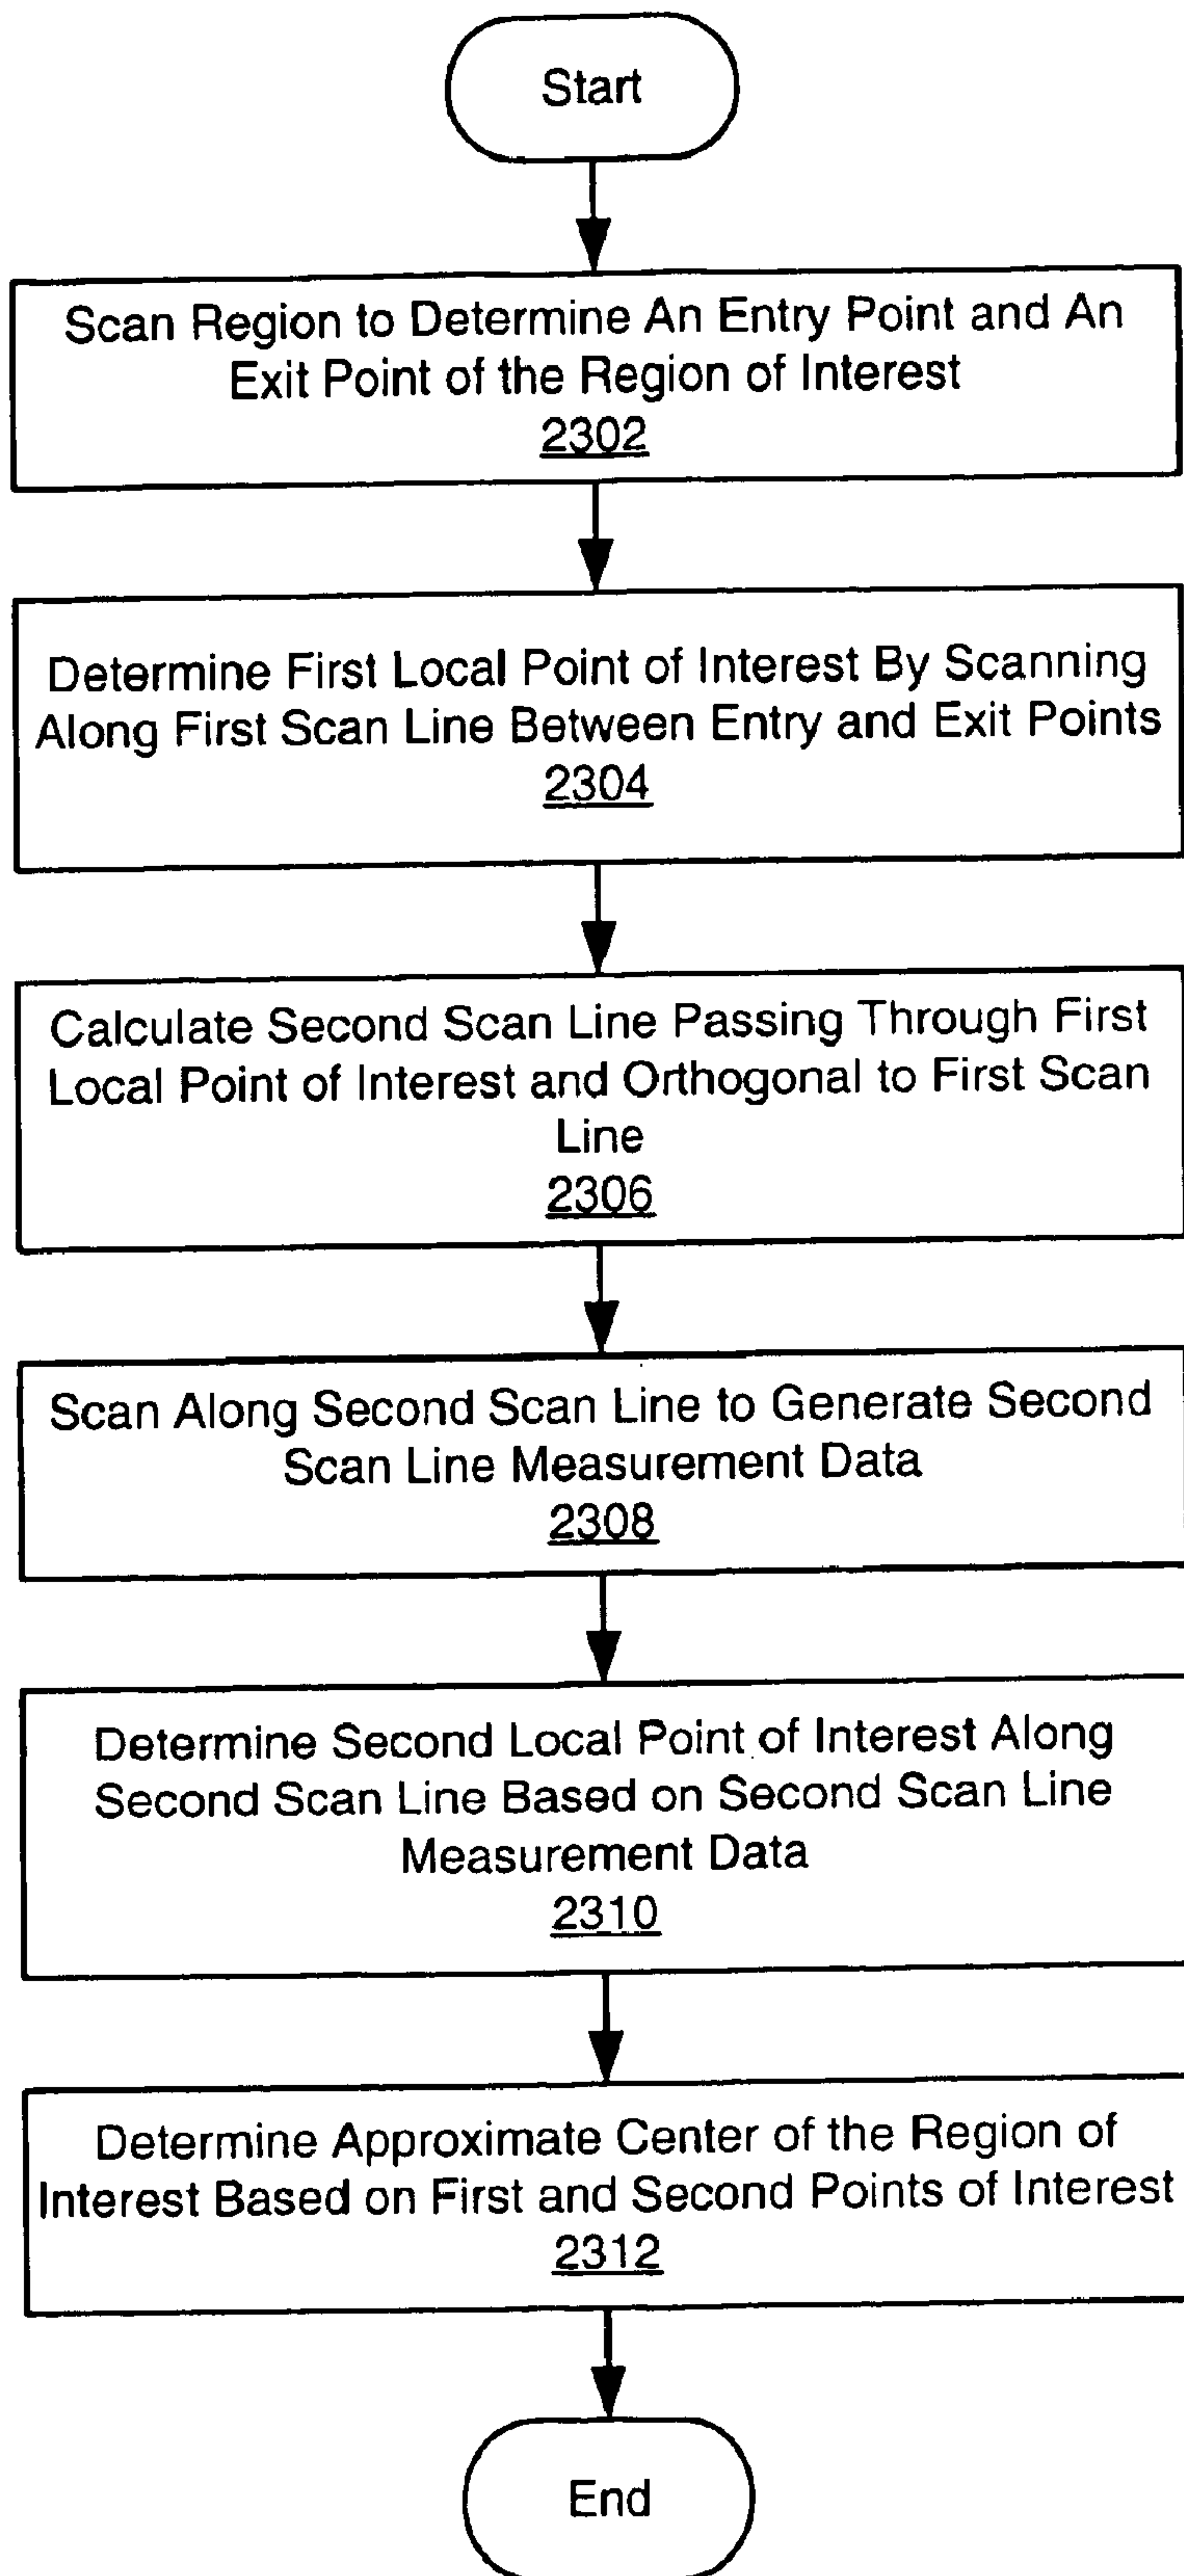 Start
Scan Region to Determine An Entry Point and An
Exit Point of the Region of Interest
2302
Determine First Local Point of Interest By Scanning
Along First Scan Line Between Entry and Exit Points
2304
Calculate Second Scan Line Passing Through First
Local Point of Interest and Orthogonal to First Scan
Line
2306
Scan Along Second Scan Line to Generate Second
Scan Line Measurement Data
2308
Determine Second Local Point of Interest Along
Second Scan Line Based on Second Scan Line
Measurement Data
2310
Determine Approximate Center of the Region of
Interest Based on First and Second Points of Interest
2312
End